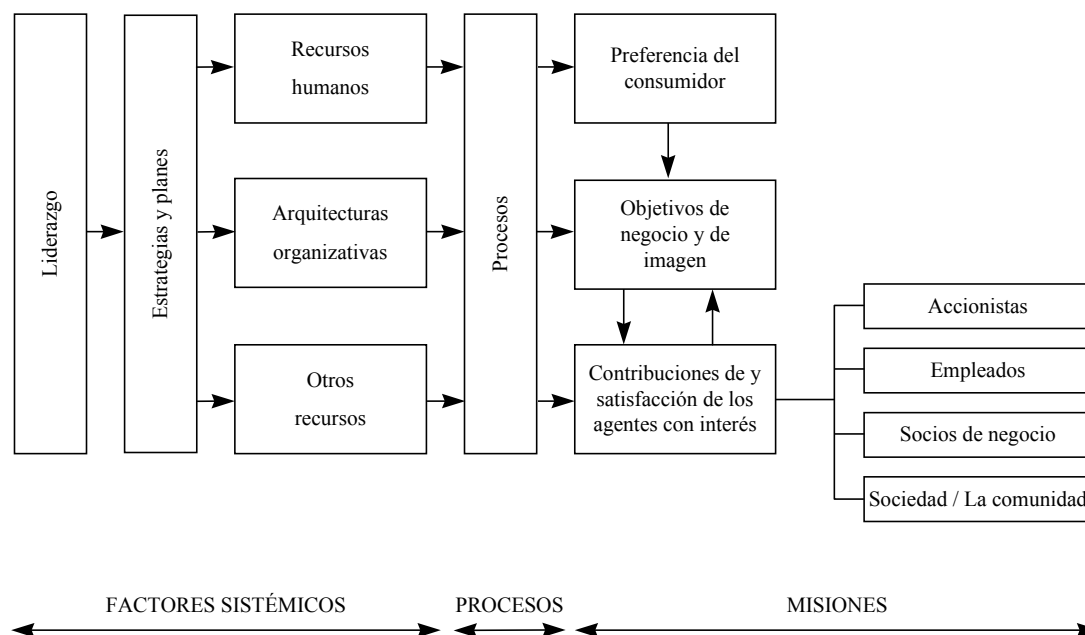 Liderazgo
Estrategias y planes
Recursos
humanos
Arquitecturas
organizativas
Otros
recursos
Procesos
Preferencia del
consumidor
Objetivos de
negocio y de
imagen
Contribuciones de y
satisfacción de los
agentes con interés
Accionistas
Empleados
Socios de negocio
Sociedad / La comunidad
FACTORES SISTÉMICOS
PROCESOS
MISIONES